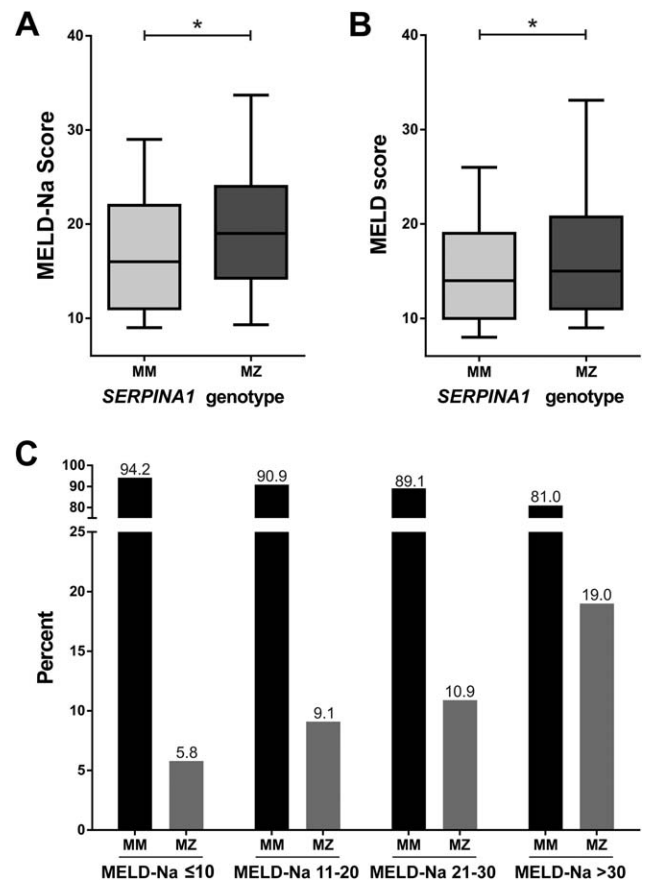 A
B
*
*
40
30
20
10
MELD-Na Score
MM MZ
SERPINA1 genotype
40
30
20
10
MELD score
MM MZ
SERPINA1 genotype
C
100
90
80
25
20
15
10
5
0
Percent
94.2
5.8
90.9
9.1
89.1
10.9
81.0
19.0
MM MZ MM MZ MM MZ MM MZ
MELD-Na ≤10 MELD-Na 11-20 MELD-Na 21-30 MELD-Na >30